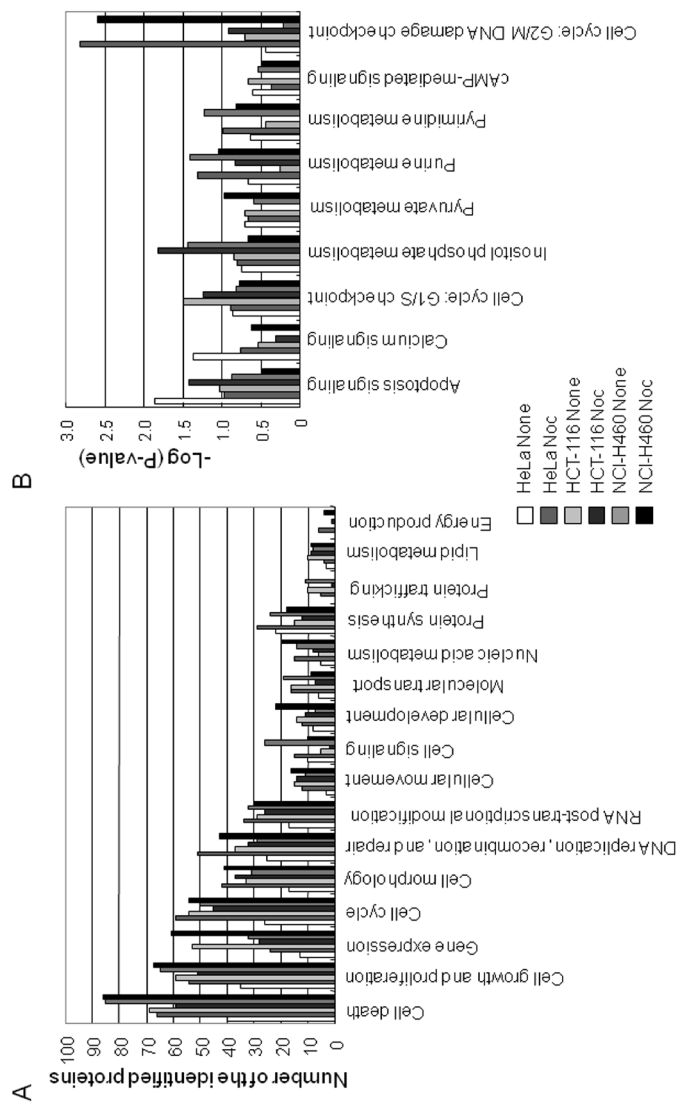 A
Number of the identified proteins
100
90
80
70
60
50
40
30
20
10
0
Cell death
Cell growth and proliferation
Gene expression
Cell cycle
Cell morphology
DNA replication, recombination, and repair
RNA post-transcriptional modification
Cellular movement
Cell signaling
Cellular development
Molecular transport
Nucleic acid metabolism
Protein synthesis
Protein trafficking
Lipid metabolism
Energy production
B
-Log(P-value)
3.0
2.5
2.0
1.5
1.0
0.5
0
Apoptosis signaling
Calcium signaling
Cell cycle: G1/S checkpoint
Inositol phosphate metabolism
Pyruvate metabolism
Purine metabolism
Pyrimidine metabolism
cAMP-mediated signaling
Cell cycle: G2/M DNA damage checkpoint
HeLa None
HeLa Noc
HCT-116 None
HCT-116 Noc
NCI-H460 None
NCI-H460 Noc